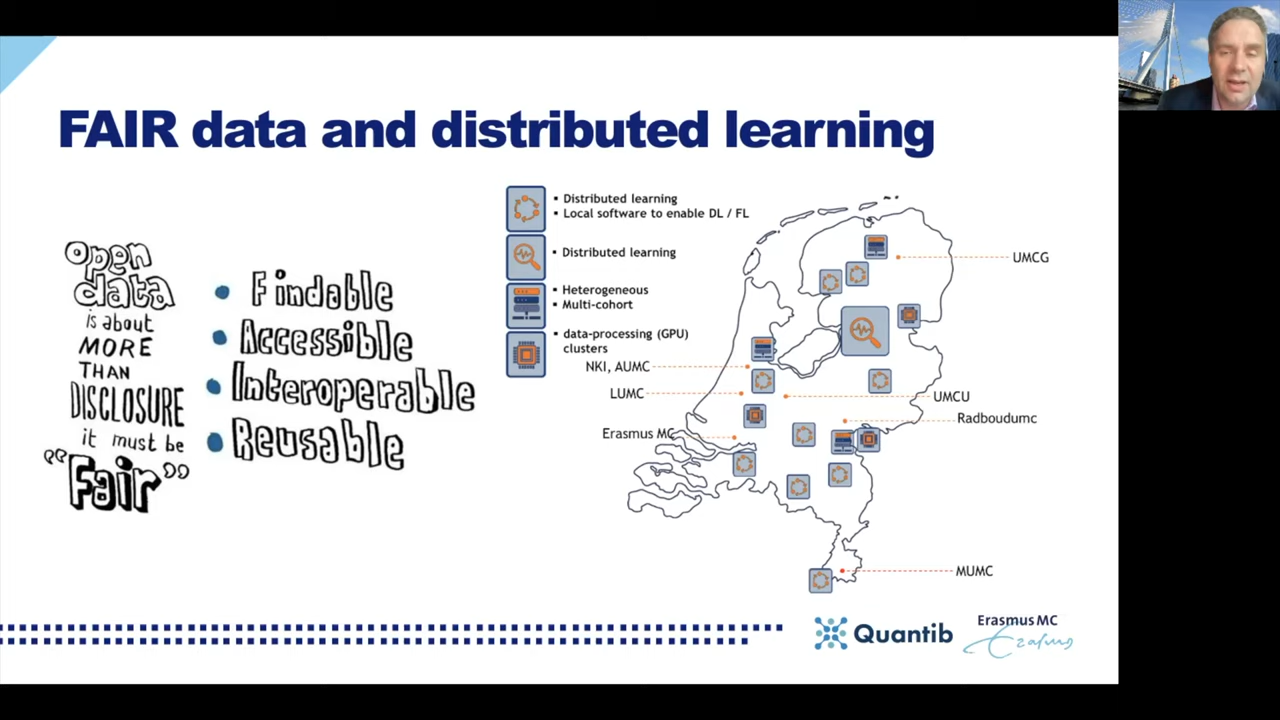 FAIR data and distributed learning
open
data
is about
MORE
THAN
DISCLOSURE
it must be
“Fair”
Findable
Accessible
Interoperable
Reusable
▪ Distributed learning
▪ Local software to enable DL / FL
▪ Distributed learning
▪ Heterogeneous
▪ Multi-cohort
▪ data-processing (GPU)
clusters
UMCG
NKI, AUMC
LUMC
UMCU
Radboudumc
Erasmus MC
MUMC
Quantib
Erasmus MC
Erasmus